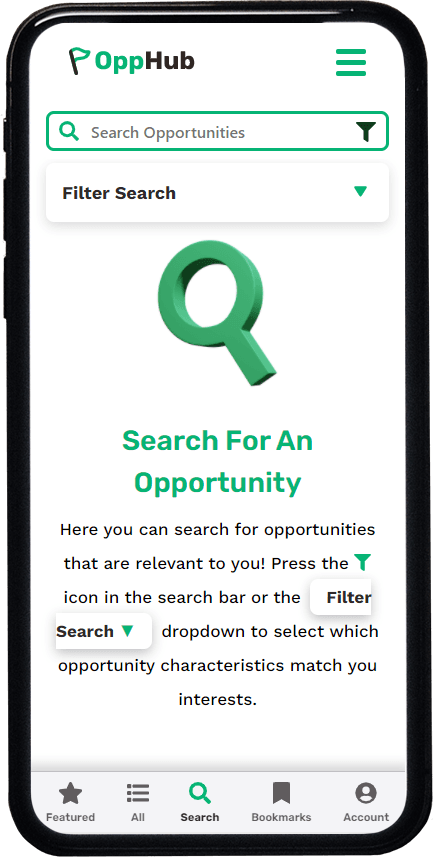 OppHub
Search Opportunities
Filter Search
Search For An
Opportunity
Here you can search for opportunities
that are relevant to you! Press the
icon in the search bar or the Filter
Search dropdown to select which
opportunity characteristics match you
interests.
Featured All Search Bookmarks Account